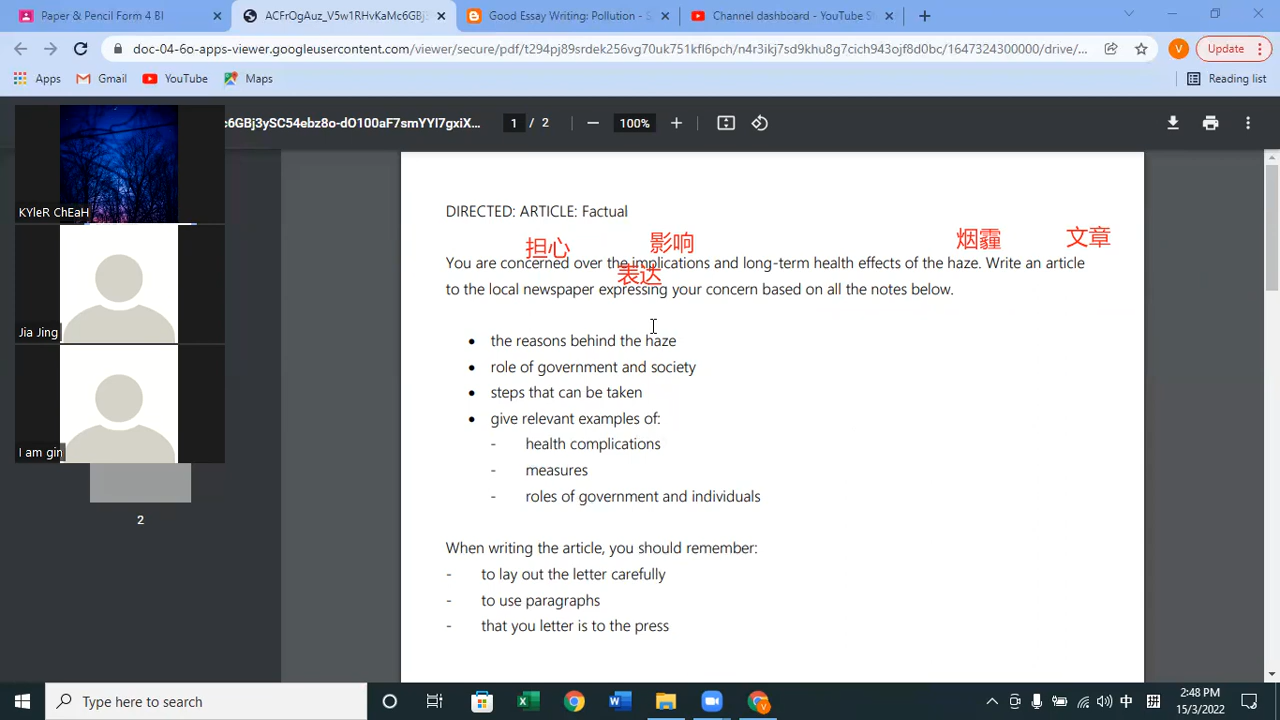 Paper & Pencil Form 4 BI
ACFrOgAuz_V5w1RHvKaMc6GBj
Good Essay Writing: Pollution - S
Channel dashboard - YouTube St
doc-04-6o-apps-viewer.googleusercontent.com/viewer/secure/pdf/t294pj89srdek256vg70uk751kfl6pch/n4r3ikj7sd9khu8g7cich943ojf8d0bc/1647324300000/drive/...
V
Update
Apps
Gmail
YouTube
Maps
Reading list
c6GBj3ySC54ebz8o-dO100aF7smYYI7gxiX...
1 / 2
100%
KYleR ChEaH
Jia Jing
I am gin
2
DIRECTED: ARTICLE: Factual
担心 影响 烟霾 文章
You are concerned over the implications and long-term health effects of the haze. Write an article
表达
to the local newspaper expressing your concern based on all the notes below.
• the reasons behind the haze
• role of government and society
• steps that can be taken
• give relevant examples of:
- health complications
- measures
- roles of government and individuals
When writing the article, you should remember:
- to lay out the letter carefully
- to use paragraphs
- that you letter is to the press
Type here to search
中
拼
2:48 PM
15/3/2022